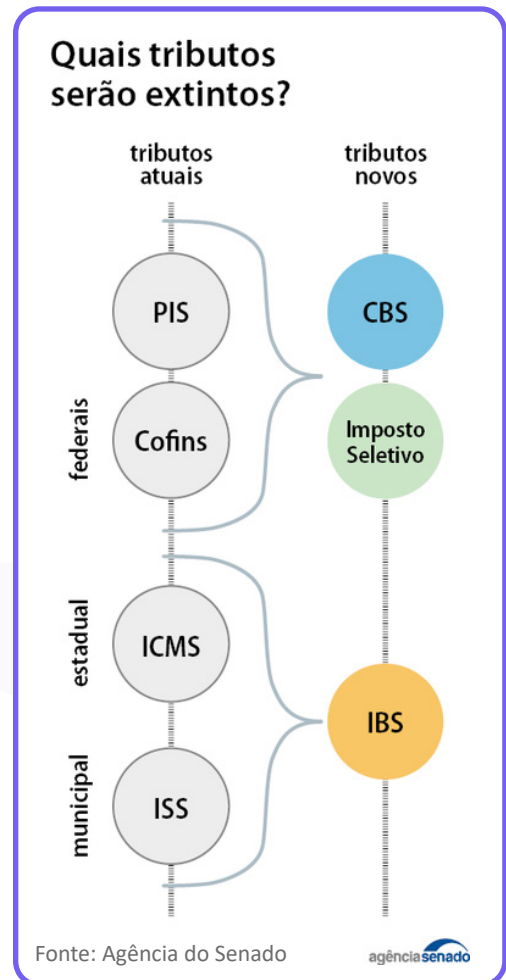 Quais tributos
serão extintos?
tributos
atuais
tributos
novos
federais
PIS
Cofins
CBS
Imposto
Seletivo
estadual
ICMS
municipal
ISS
IBS
Fonte: Agência do Senado
agênciasenado